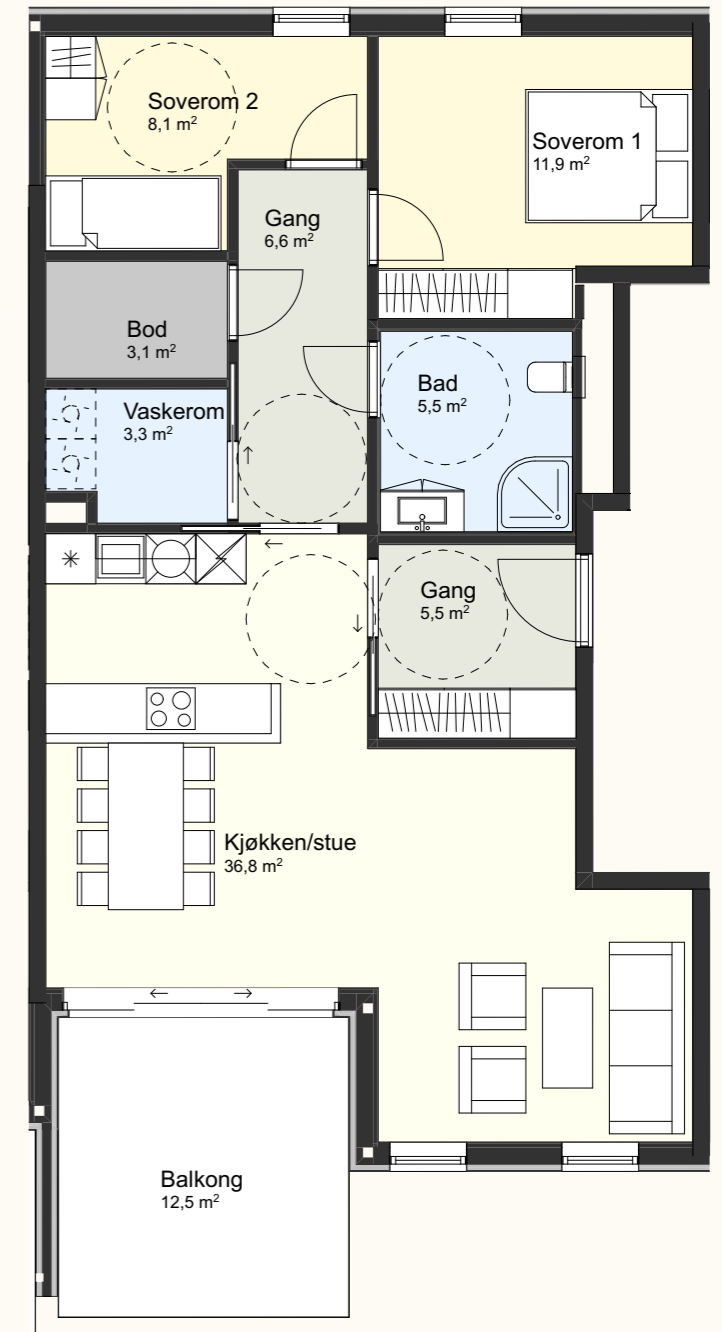 Soverom 2
8,1 m²
Soverom 1
11,9 m²
Gang
6,6 m²
Bod
3,1 m²
Bad
5,5 m²
Vaskerom
3,3 m²
Gang
5,5 m²
Kjøkken/stue
36,8 m²
Balkong
12,5 m²